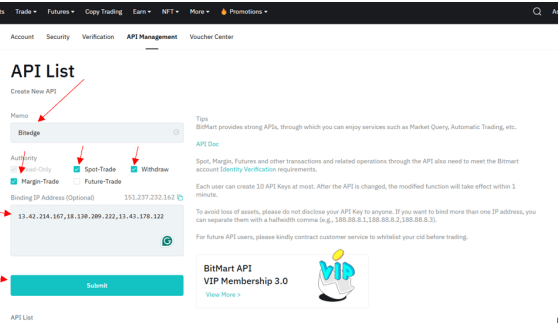 Trade Futures Copy Trading Earn NFT More Promotions
Account Security Verification API Management Voucher Center
API List
Create New API
Memo
Bitedge
Authority
Read-Only Spot-Trade Withdraw
Margin-Trade Future-Trade
Binding IP Address (Optional) 151.237.232.162
13.42.214.167,18.130.209.222,13.43.178.122
Submit
API List
Tips
BitMart provides strong APIs, through which you can enjoy services such as Market Query, Automatic Trading, etc.
API Doc
Spot, Margin, Futures and other transactions and related operations through the API also need to meet the Bitmart
account Identity Verification requirements.
Each user can create 10 API Keys at most. After the API is changed, the modified function will take effect within 1
minute.
To avoid loss of assets, please do not disclose your API Key to anyone. If you want to bind more than one IP address, you
can separate them with a halfwidth comma (e.g., 188.88.8.1,188.88.8.2,188.88.8.3).
For future API users, please kindly contract customer service to whitelist your cid before trading.
BitMart API
VIP Membership 3.0
View More >
VIP